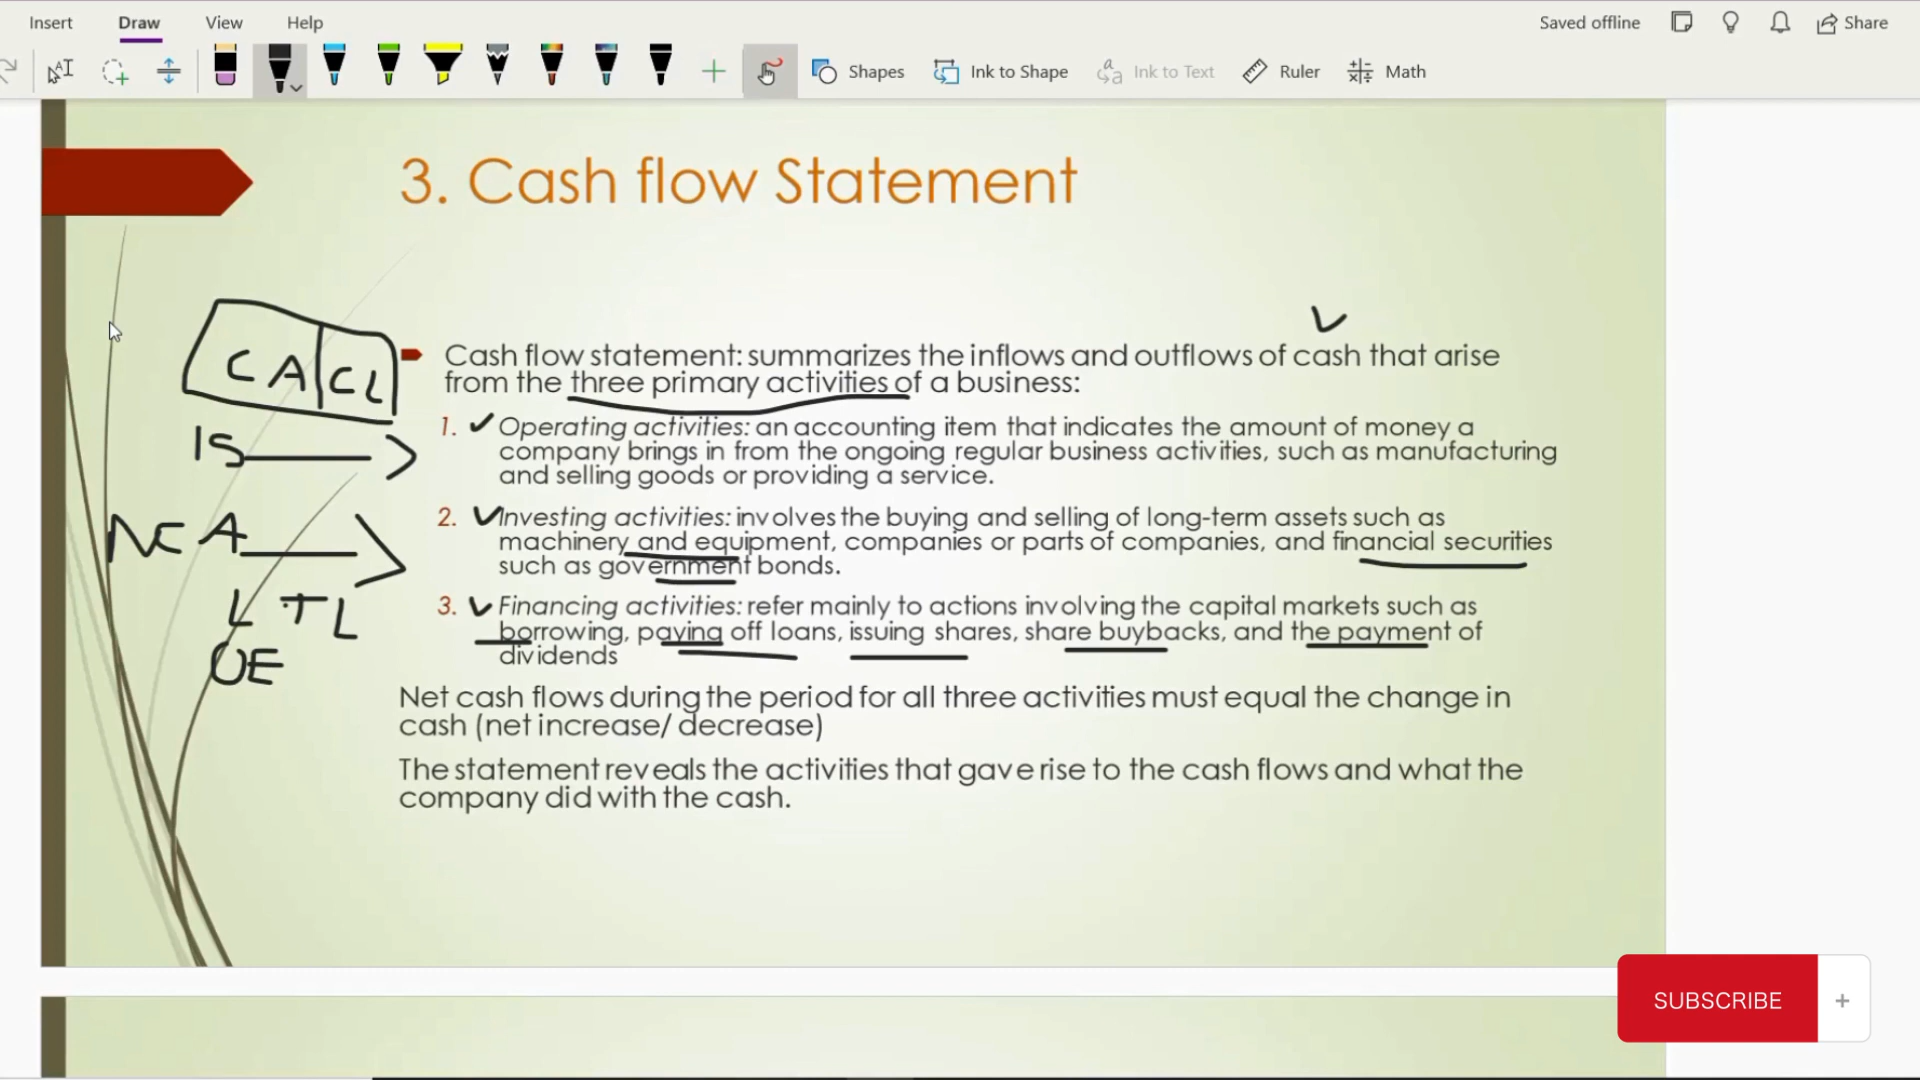 Insert Draw View Help Saved offline Share
Shapes Ink to Shape Ink to Text Ruler Math
3. Cash flow Statement
CA CL
Cash flow statement: summarizes the inflows and outflows of cash that arise
from the three primary activities of a business:
IS
1. Operating activities: an accounting item that indicates the amount of money a
company brings in from the ongoing regular business activities, such as manufacturing
and selling goods or providing a service.
NCA
2. Investing activities: involves the buying and selling of long-term assets such as
machinery and equipment, companies or parts of companies, and financial securities
such as government bonds.
LTL
3. Financing activities: refer mainly to actions involving the capital markets such as
borrowing, paying off loans, issuing shares, share buybacks, and the payment of
dividends
OE
Net cash flows during the period for all three activities must equal the change in
cash (net increase/ decrease)
The statement reveals the activities that gave rise to the cash flows and what the
company did with the cash.
SUBSCRIBE +